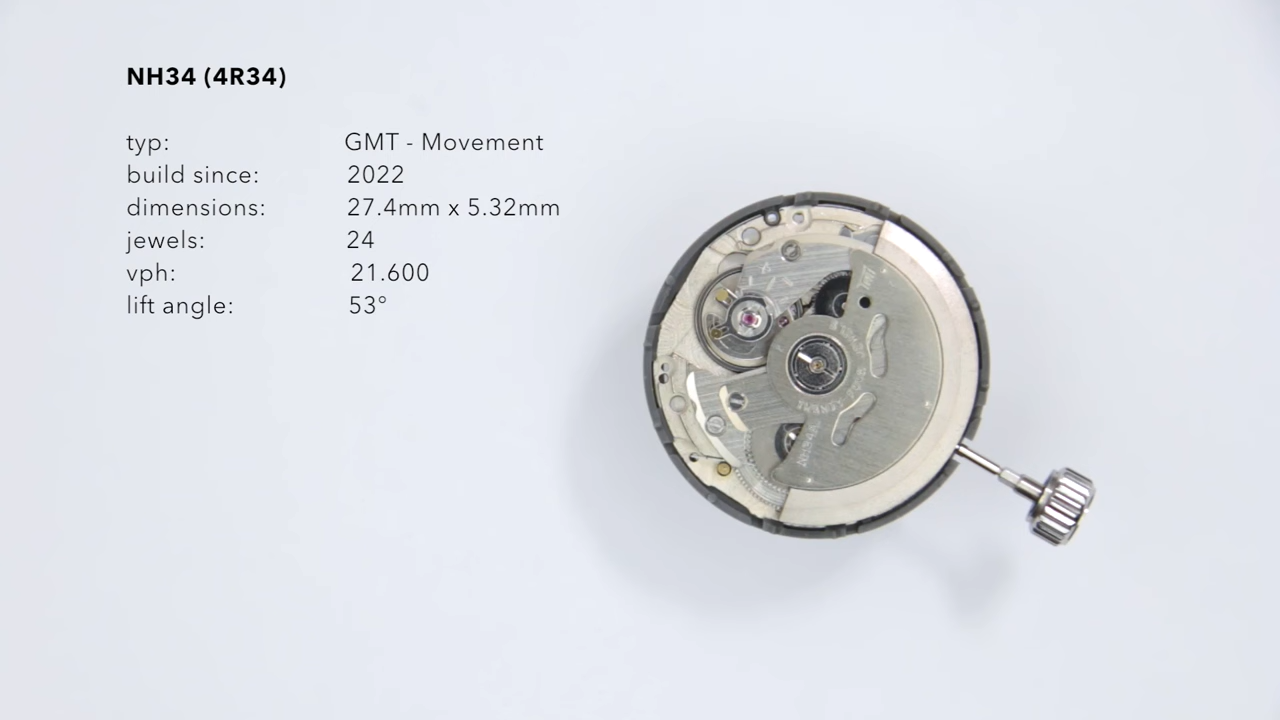 NH34 (4R34)
typ: GMT - Movement
build since: 2022
dimensions: 27.4mm x 5.32mm
jewels: 24
vph: 21.600
lift angle: 53°